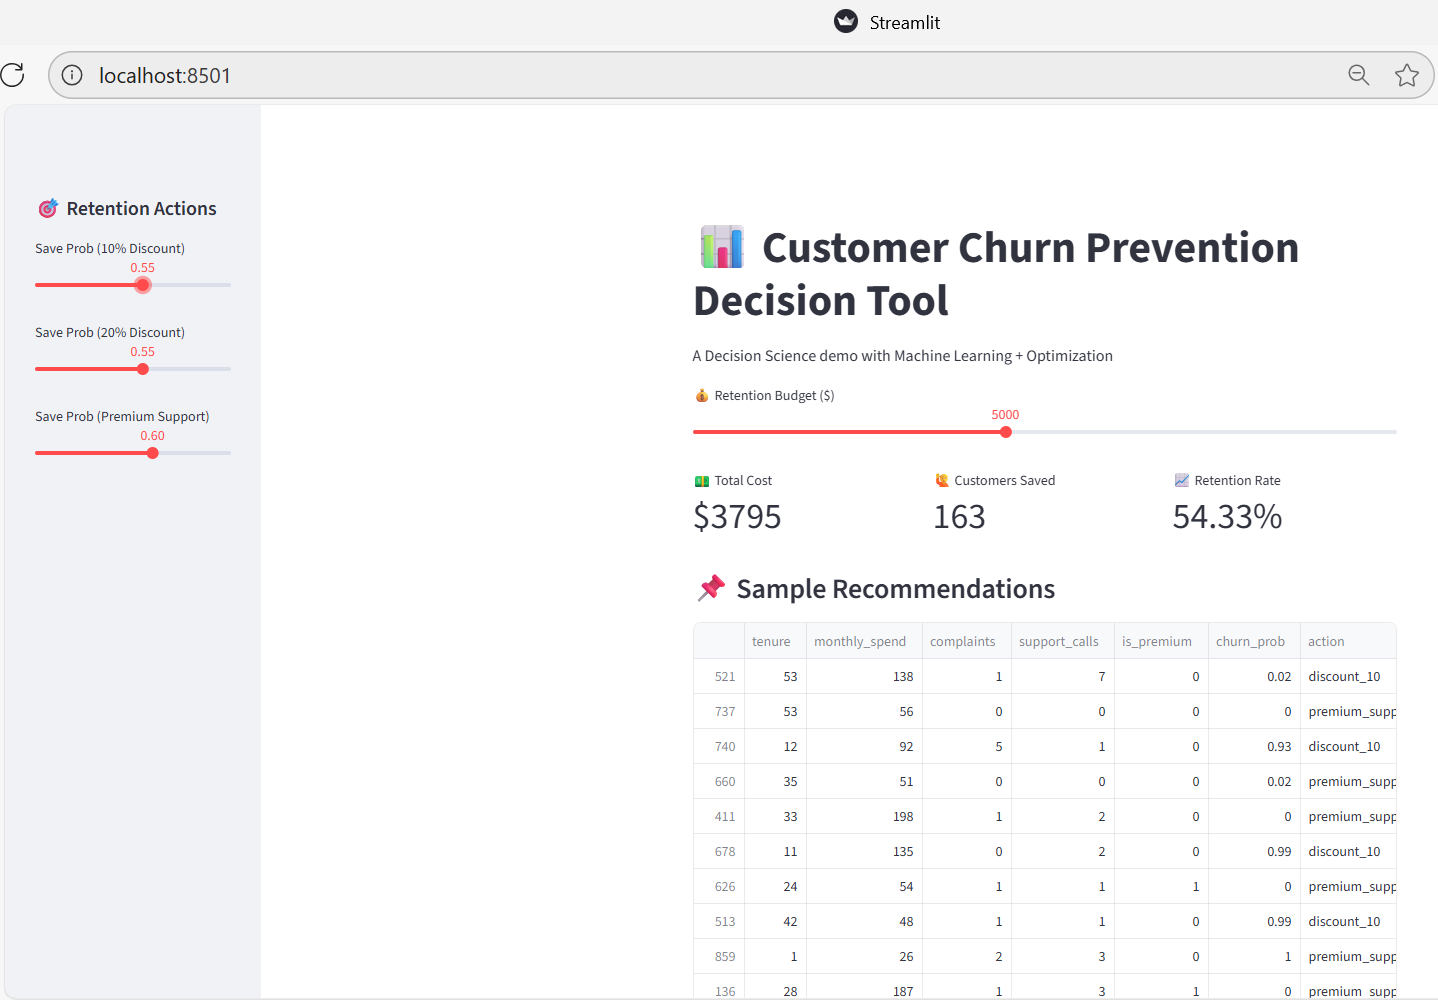 Streamlit
localhost:8501
Retention Actions
Save Prob (10% Discount)
0.55
Save Prob (20% Discount)
0.55
Save Prob (Premium Support)
0.60
Customer Churn Prevention
Decision Tool
A Decision Science demo with Machine Learning + Optimization
Retention Budget ($)
5000
Total Cost Customers Saved Retention Rate
$3795 163 54.33%
Sample Recommendations
tenure monthly_spend complaints support_calls is_premium churn_prob action
521 53 138 1 7 0 0.02 discount_10
737 53 56 0 0 0 0 premium_supp
740 12 92 5 1 0 0.93 discount_10
660 35 51 0 0 0 0.02 premium_supp
411 33 198 1 2 0 0 premium_supp
678 11 135 0 2 0 0.99 discount_10
626 24 54 1 1 1 0 premium_supp
513 42 48 1 1 0 0.99 discount_10
859 1 26 2 3 0 1 premium_supp
136 28 187 1 3 1 0 premium_supp